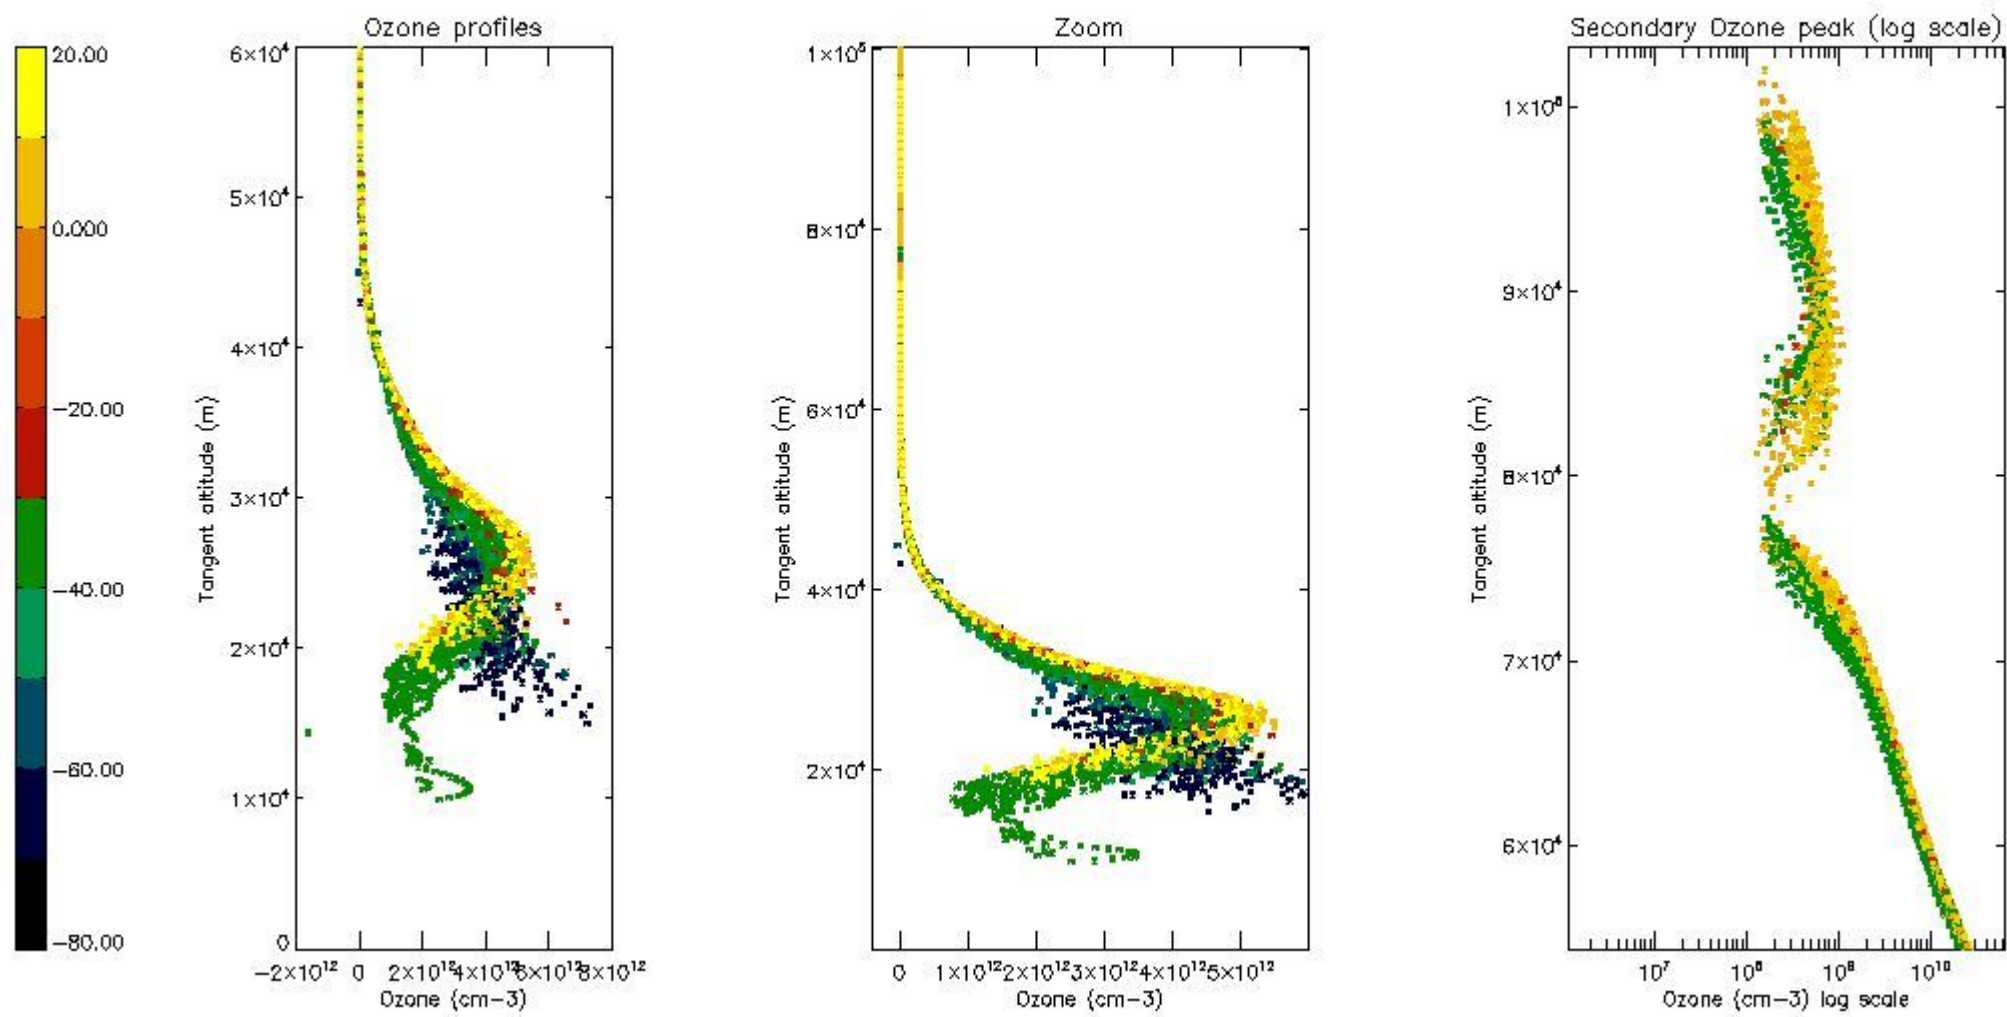 Ozone profiles
Zoom
Secondary Ozone peak (log scale)
20.00
0.000
−20.00
−40.00
−60.00
−80.00
6×10⁴
5×10⁴
4×10⁴
3×10⁴
2×10⁴
1×10⁴
0
Tangent altitude (m)
−2×10¹² 0 2×10¹² 4×10¹² 6×10¹² 8×10¹²
Ozone (cm−3)
1×10⁵
8×10⁴
6×10⁴
4×10⁴
2×10⁴
Tangent altitude (m)
0 1×10¹² 2×10¹² 3×10¹² 4×10¹² 5×10¹²
Ozone (cm−3)
1×10⁵
9×10⁴
8×10⁴
7×10⁴
6×10⁴
Tangent altitude (m)
10⁷ 10⁸ 10⁹ 10¹⁰
Ozone (cm−3) log scale